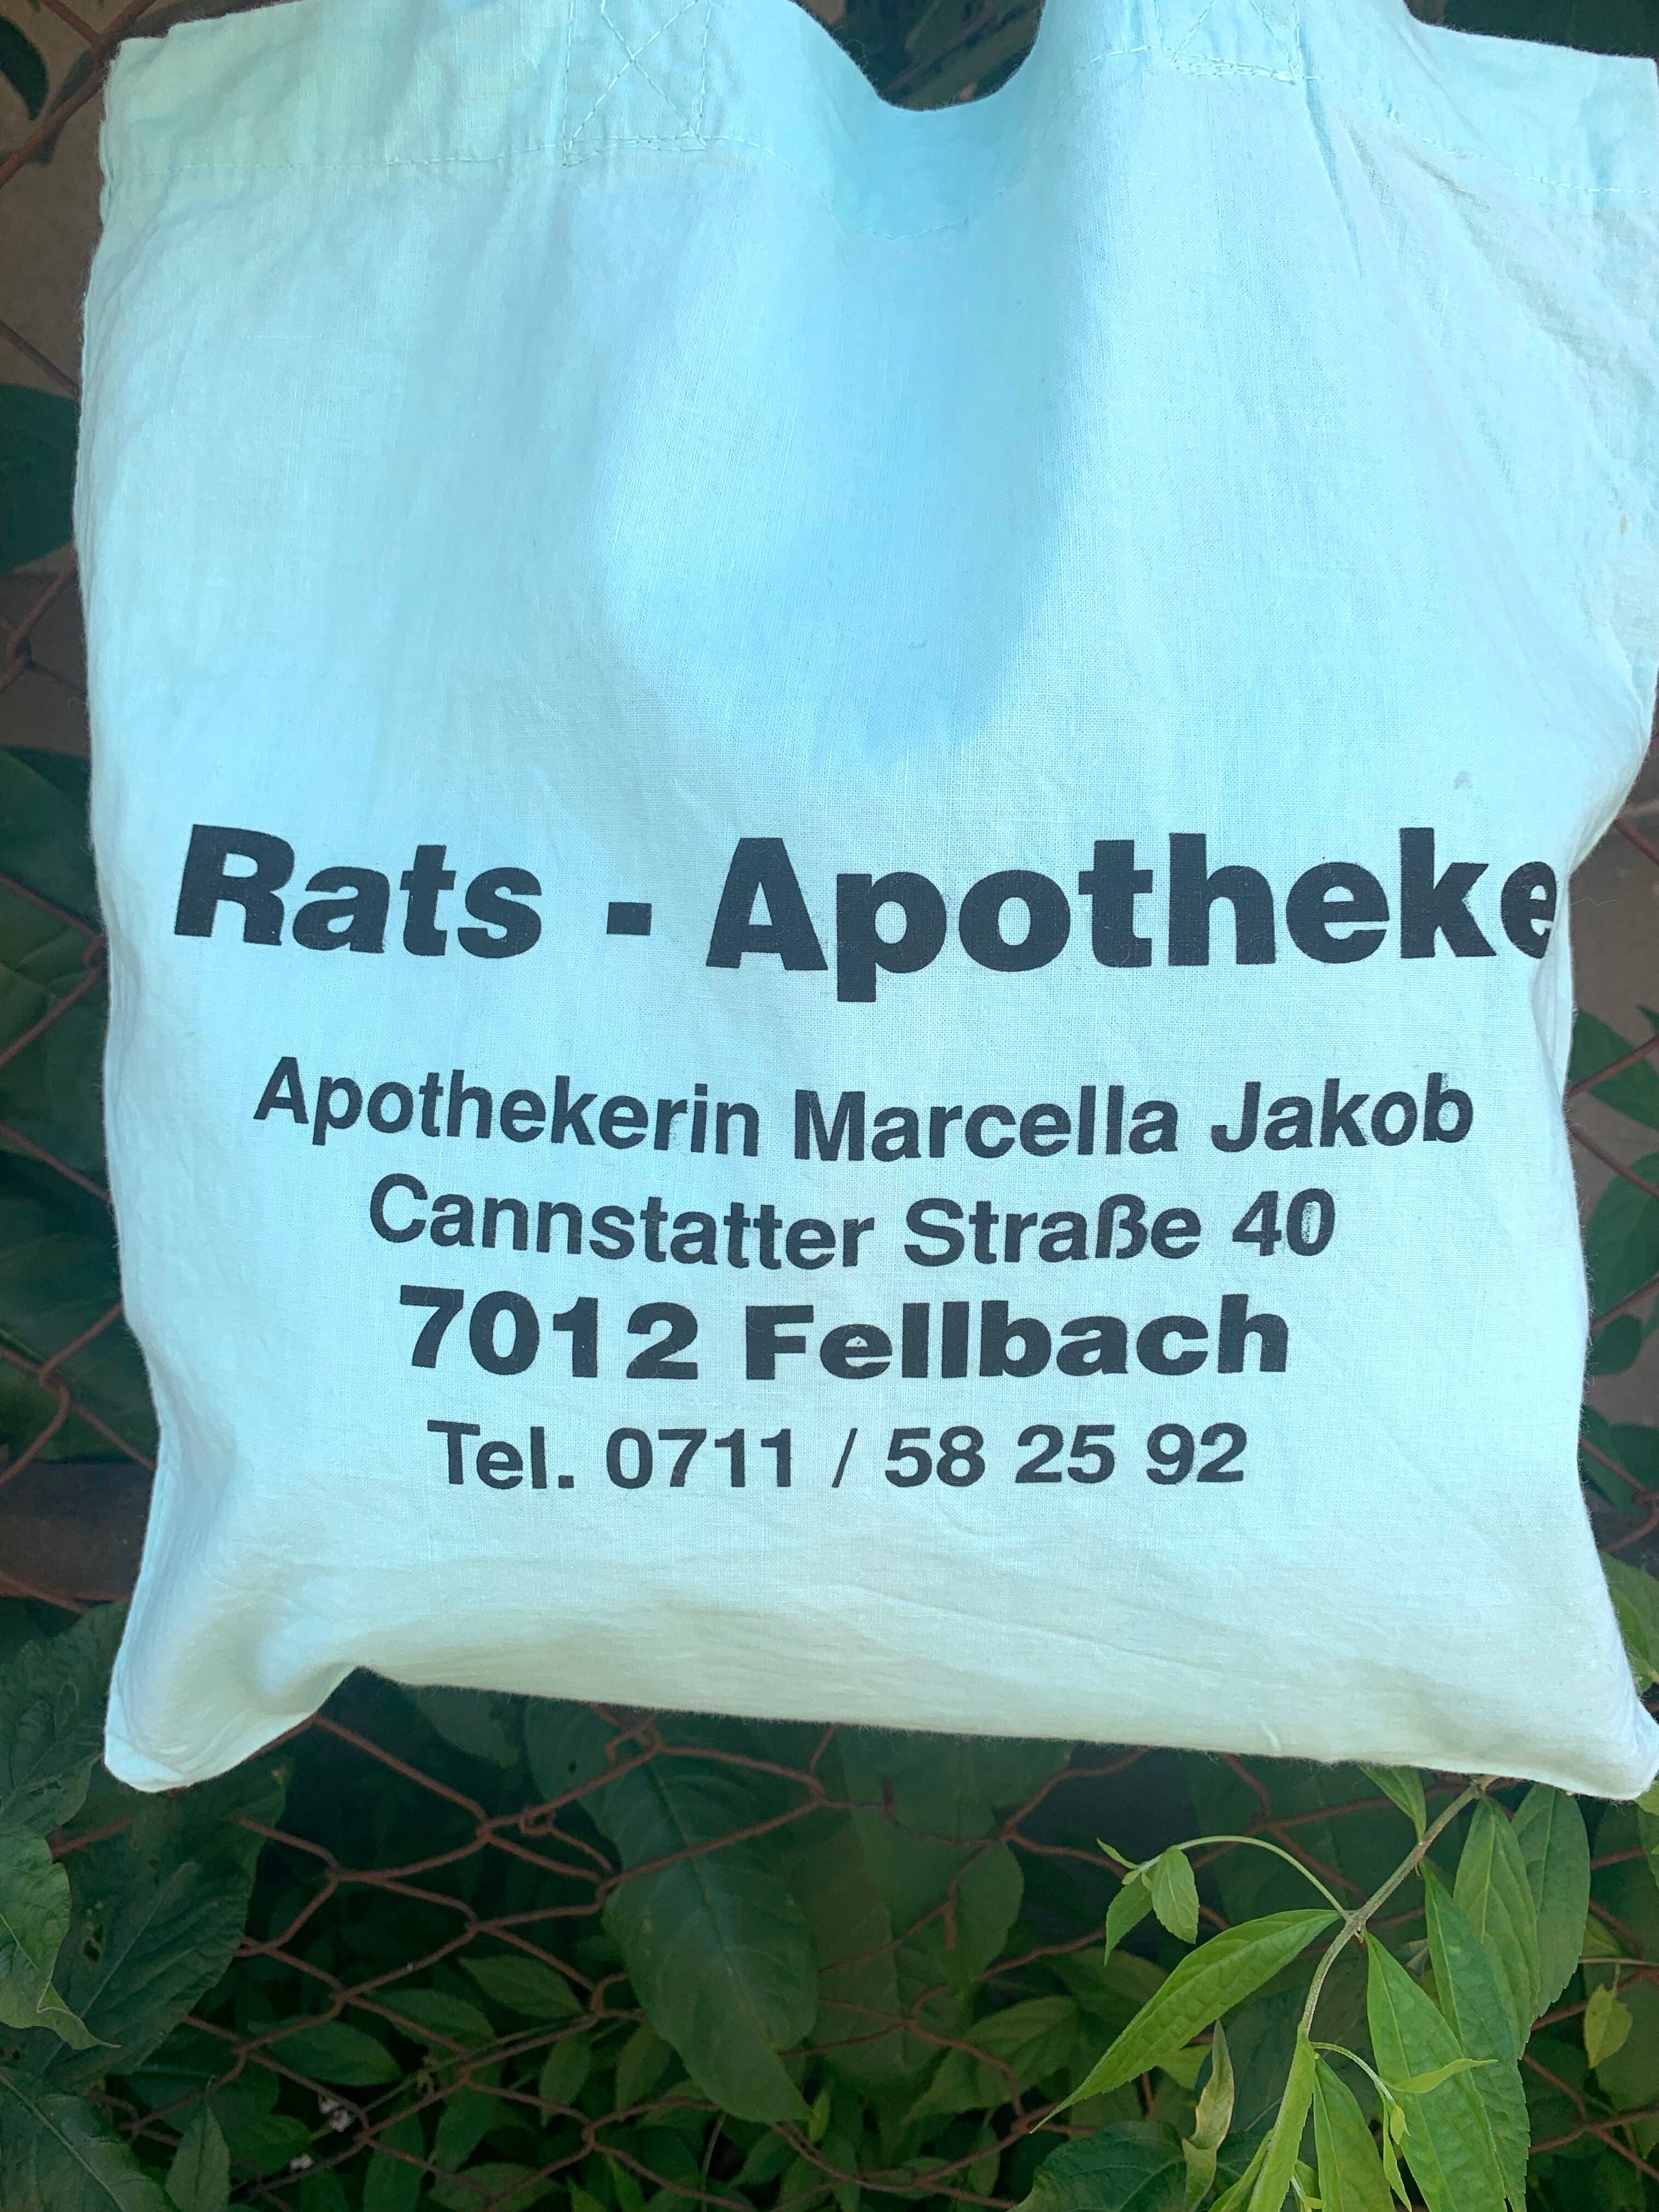 Rats - Apotheke
Apothekerin Marcella Jakob
Cannstatter Straße 40
7012 Fellbach
Tel. 0711 / 58 25 92